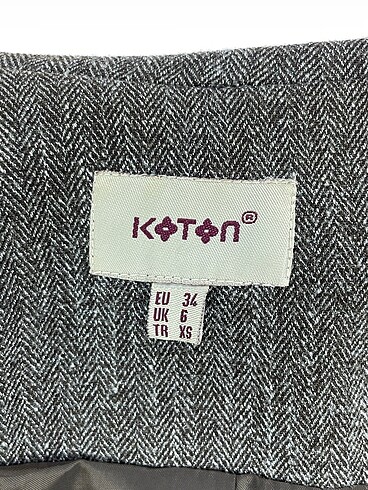 KOTON®
EU 34
UK 6
TR XS